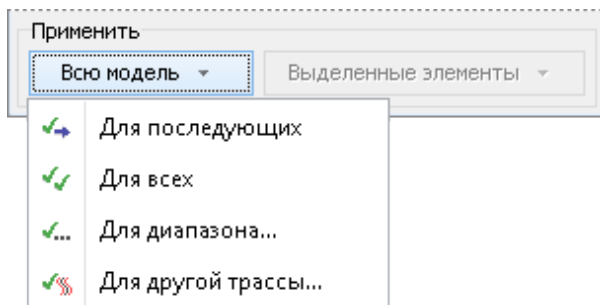 Применить
Всю модель
Выделенные элементы
Для последующих
Для всех
Для диапазона...
Для другой трассы...